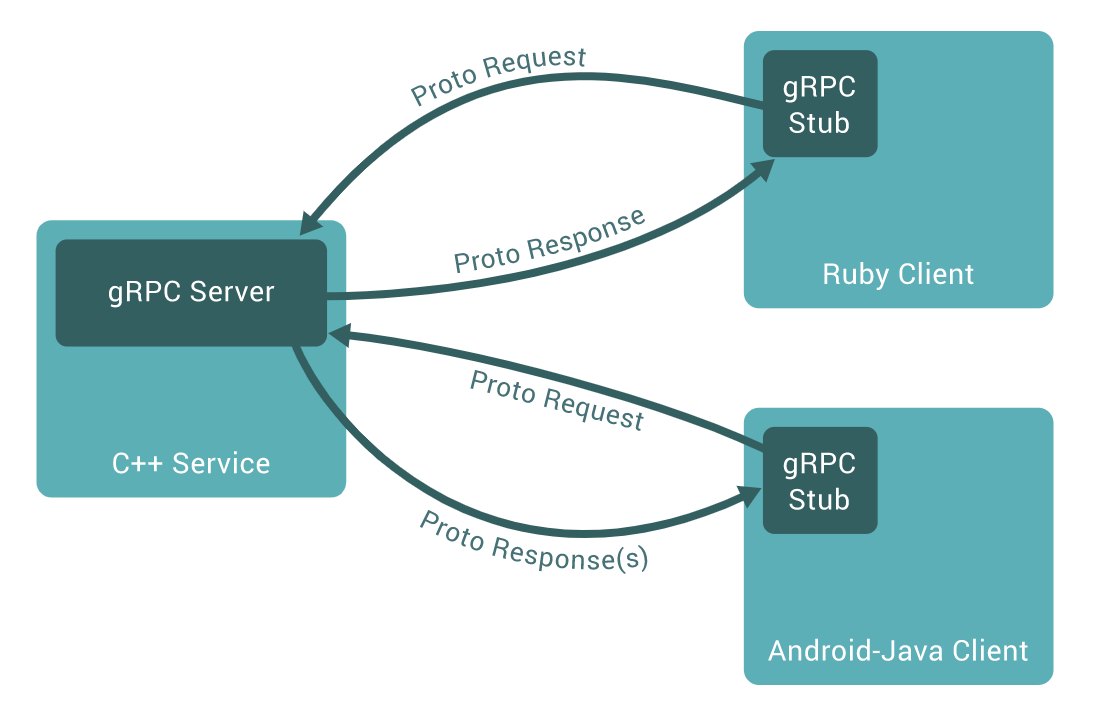 Proto Request
gRPC
Stub
Proto Response
Ruby Client
gRPC Server
C++ Service
Proto Request
gRPC
Stub
Proto Response(s)
Android-Java Client